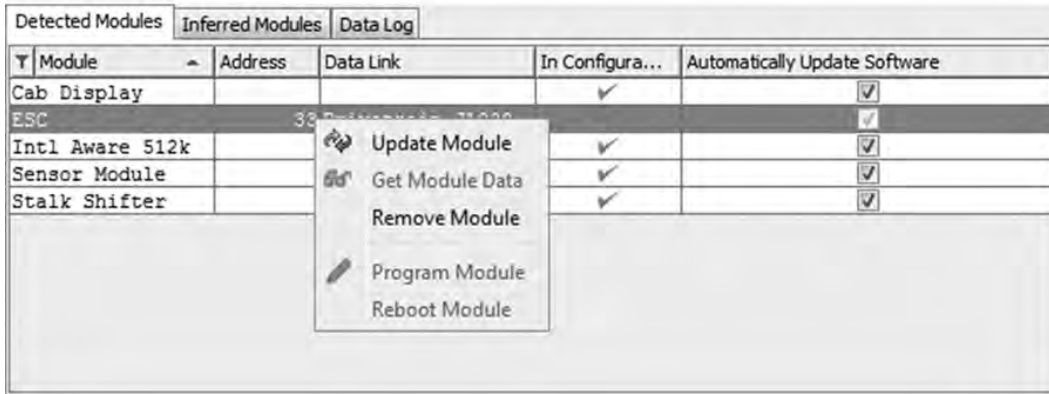 Detected Modules Inferred Modules Data Log
Module Address Data Link In Configura... Automatically Update Software
Cab Display
ESC 33
Intl Aware 512k
Sensor Module
Stalk Shifter
Update Module
Get Module Data
Remove Module
Program Module
Reboot Module